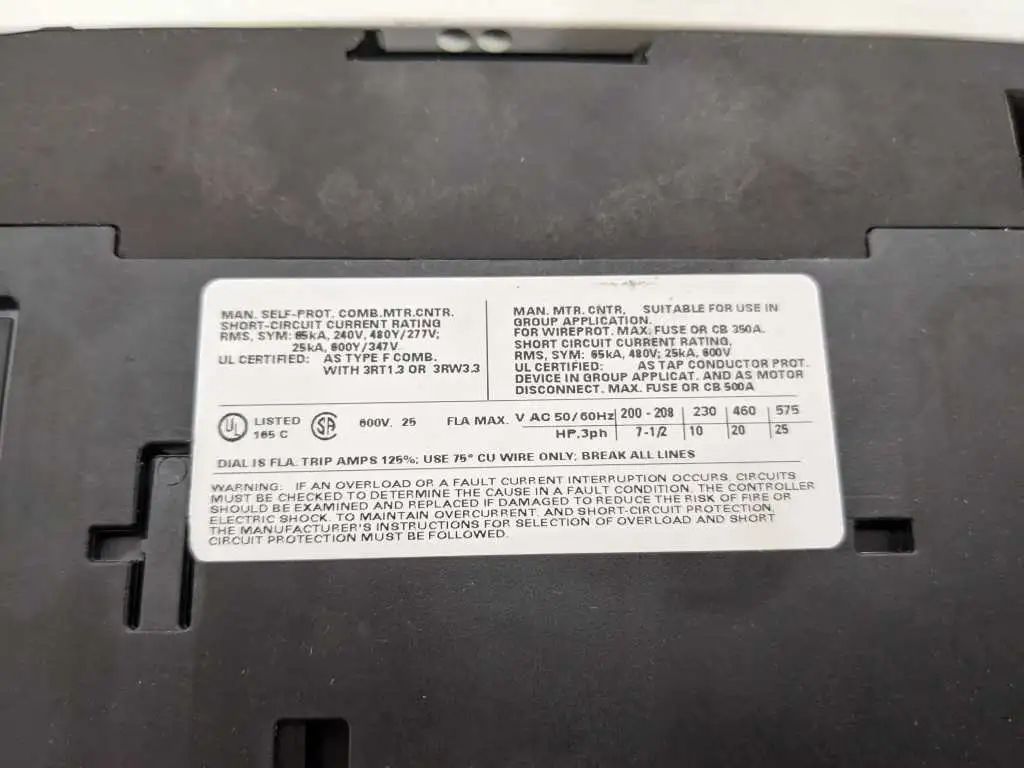 MAN. SELF-PROT. COMB.MTR.CNTR.
SHORT-CIRCUIT CURRENT RATING
RMS, SYM: 65kA, 240V, 480Y/277V;
25kA, 600Y/347V
UL CERTIFIED: AS TYPE F COMB.
WITH 3RT1.3 OR 3RW3.3
MAN. MTR. CNTR, SUITABLE FOR USE IN
GROUP APPLICATION.
FOR WIREPROT. MAX. FUSE OR CB 350A.
SHORT CIRCUIT CURRENT RATING,
RMS, SYM: 65kA, 480V; 25kA, 600V
UL CERTIFIED: AS TAP CONDUCTOR PROT.
DEVICE IN GROUP APPLICAT. AND AS MOTOR
DISCONNECT. MAX. FUSE OR CB 500A
UL LISTED
165 C
SA
600V. 25 FLA MAX.
V AC 50/60Hz 200 - 208 230 460 575
HP,3ph 7-1/2 10 20 25
DIAL IS FLA. TRIP AMPS 125%; USE 75° CU WIRE ONLY; BREAK ALL LINES
WARNING: IF AN OVERLOAD OR A FAULT CURRENT INTERRUPTION OCCURS, CIRCUITS
MUST BE CHECKED TO DETERMINE THE CAUSE IN A FAULT CONDITION. THE CONTROLLER
SHOULD BE EXAMINED AND REPLACED IF DAMAGED TO REDUCE THE RISK OF FIRE OR
ELECTRIC SHOCK. TO MAINTAIN OVERCURRENT. AND SHORT-CIRCUIT PROTECTION,
THE MANUFACTURER'S INSTRUCTIONS FOR SELECTION OF OVERLOAD AND SHORT
CIRCUIT PROTECTION MUST BE FOLLOWED.